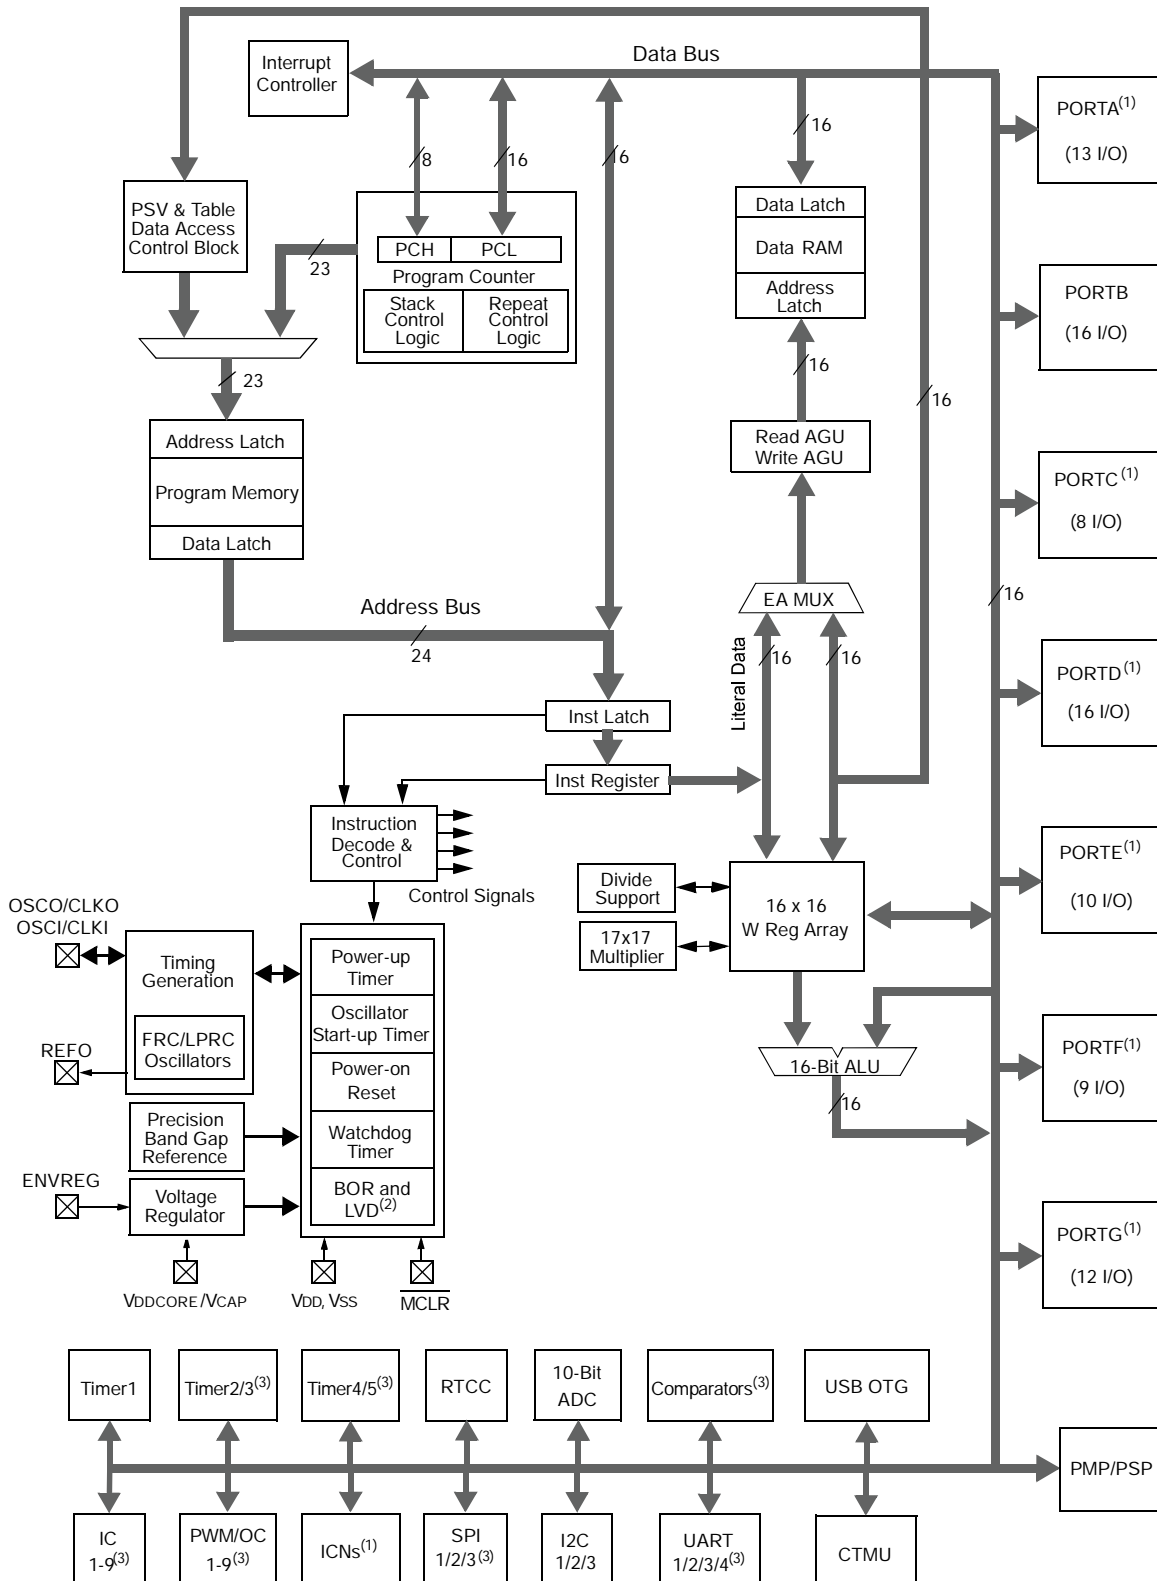 Data Bus
Interrupt
Controller
PORTA(1)
(13 I/O)
16
8
16
16
PSV & Table
Data Access
Control Block
Data Latch
Data RAM
Address
Latch
23
PCH
PCL
Program Counter
Stack
Control
Logic
Repeat
Control
Logic
PORTB
(16 I/O)
23
16
16
Address Latch
Program Memory
Data Latch
Read AGU
Write AGU
PORTC(1)
(8 I/O)
EA MUX
16
Address Bus
24
Literal Data
16
16
PORTD(1)
(16 I/O)
Inst Latch
Inst Register
Instruction
Decode &
Control
Control Signals
PORTE(1)
(10 I/O)
Divide
Support
16 x 16
W Reg Array
17x17
Multiplier
OSCO/CLKO
OSCI/CLKI
Timing
Generation
Power-up
Timer
Oscillator
Start-up Timer
FRC/LPRC
Oscillators
REFO
Power-on
Reset
16-Bit ALU
16
PORTF(1)
(9 I/O)
Precision
Band Gap
Reference
Watchdog
Timer
ENVREG
Voltage
Regulator
BOR and
LVD(2)
PORTG(1)
(12 I/O)
VDDCORE/VCAP
VDD, VSS
MCLR
Timer1
Timer2/3(3)
Timer4/5(3)
RTCC
10-Bit
ADC
Comparators(3)
USB OTG
PMP/PSP
IC
1-9(3)
PWM/OC
1-9(3)
ICNs(1)
SPI
1/2/3(3)
I2C
1/2/3
UART
1/2/3/4(3)
CTMU